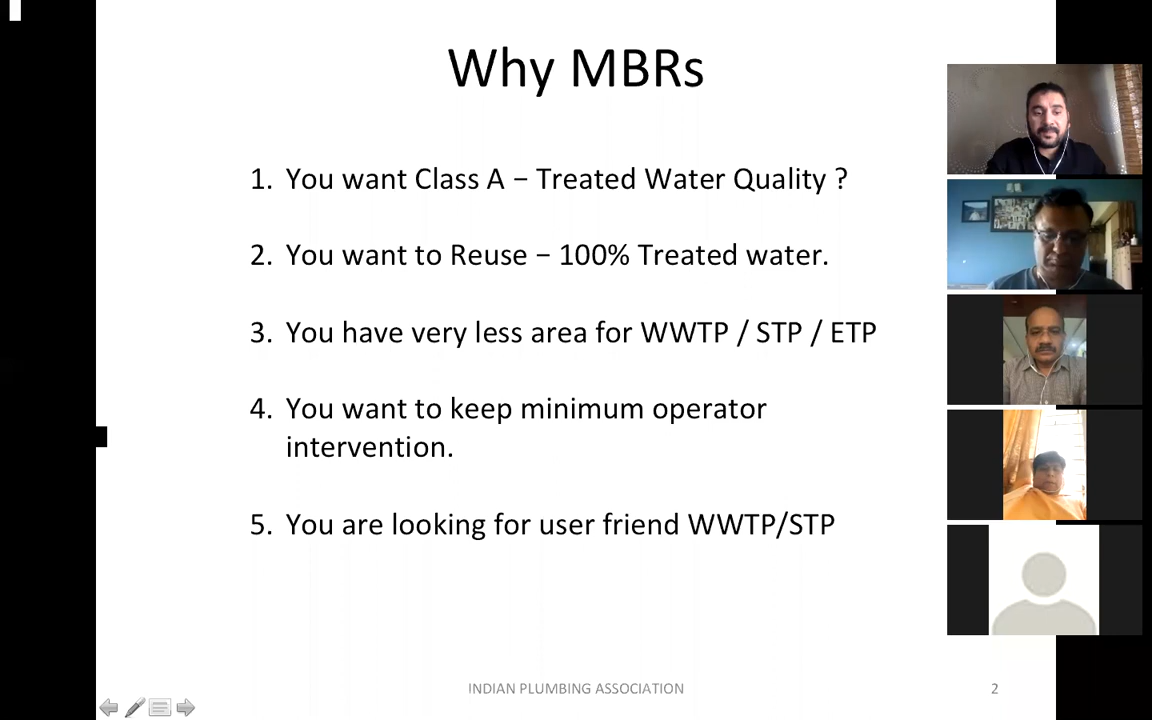 Why MBRs
1. You want Class A – Treated Water Quality ?
2. You want to Reuse – 100% Treated water.
3. You have very less area for WWTP / STP / ETP
4. You want to keep minimum operator
intervention.
5. You are looking for user friend WWTP/STP
INDIAN PLUMBING ASSOCIATION
2